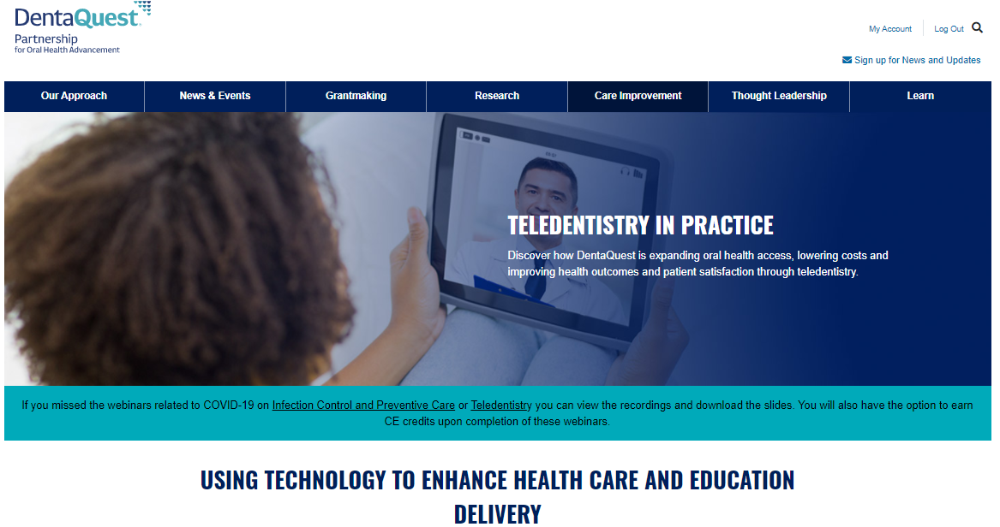 DentaQuest
Partnership
for Oral Health Advancement
My Account
Log Out
Sign up for News and Updates
Our Approach
News & Events
Grantmaking
Research
Care Improvement
Thought Leadership
Learn
TELEDENTISTRY IN PRACTICE
Discover how DentaQuest is expanding oral health access, lowering costs and
improving health outcomes and patient satisfaction through teledentistry.
If you missed the webinars related to COVID-19 on Infection Control and Preventive Care or Teledentistry you can view the recordings and download the slides. You will also have the option to earn
CE credits upon completion of these webinars.
USING TECHNOLOGY TO ENHANCE HEALTH CARE AND EDUCATION
DELIVERY